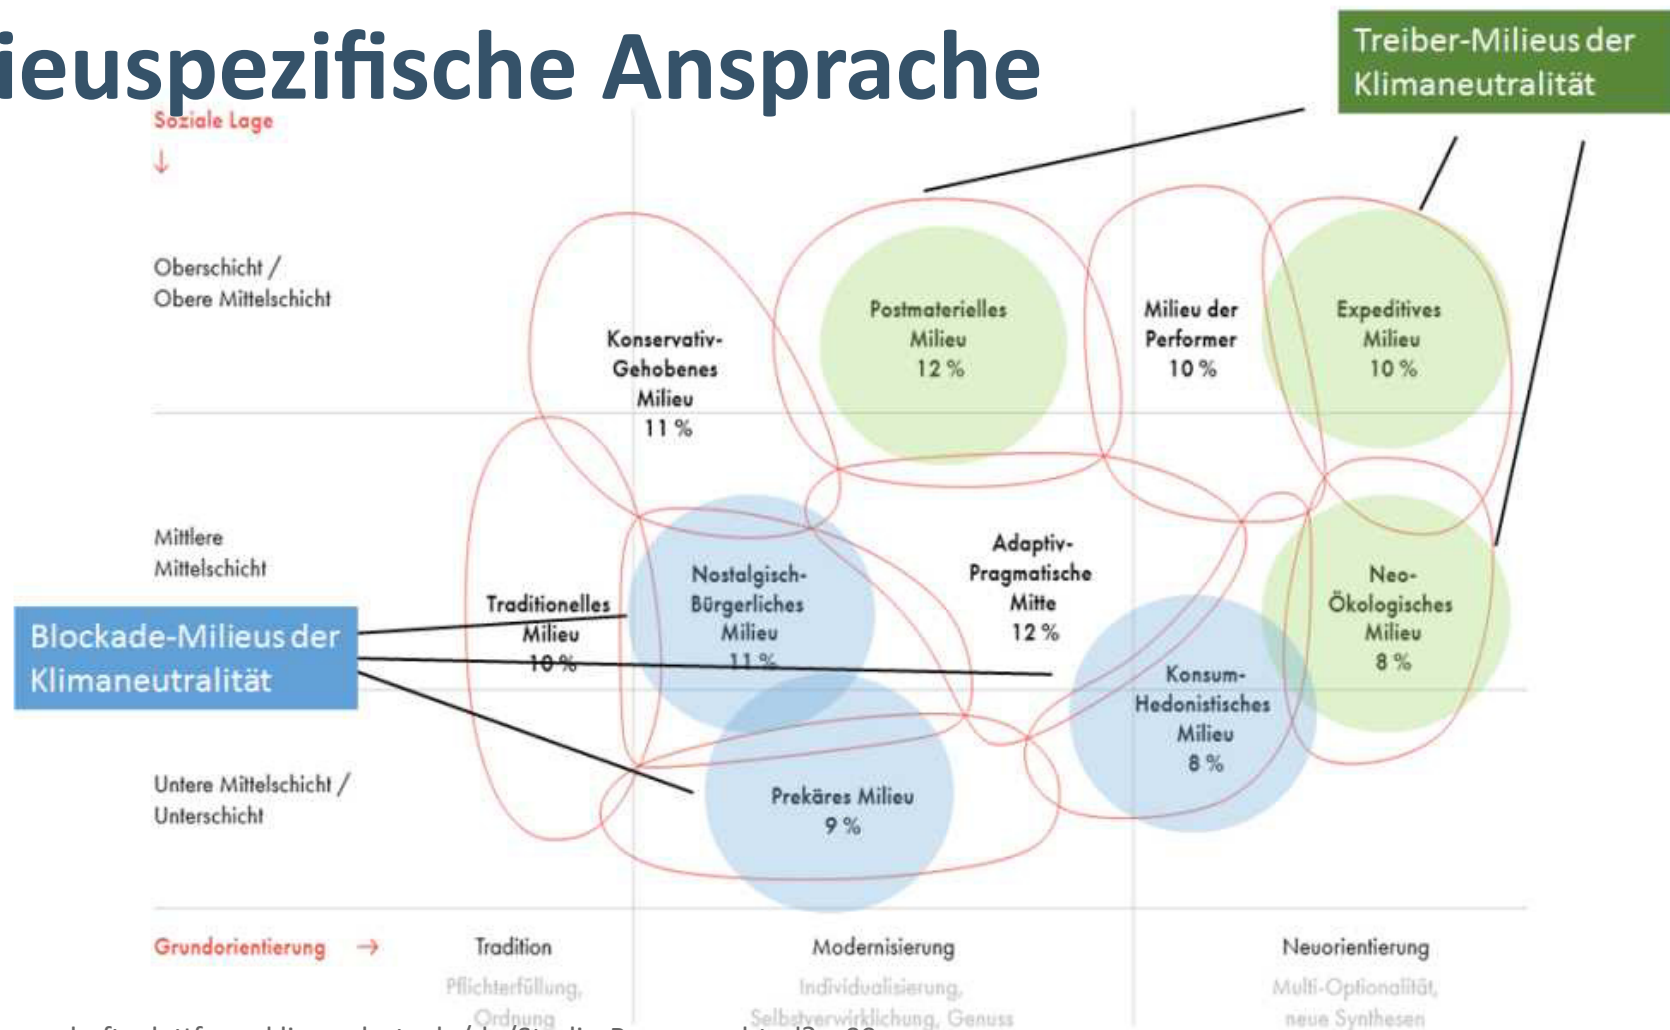 ieuspezifische Ansprache
Treiber-Milieus der
Klimaneutralität
Soziale Lage
↓
Oberschicht /
Obere Mittelschicht
Konservativ-
Gehobenes
Milieu
11 %
Postmaterielles
Milieu
12 %
Milieu der
Performer
10 %
Expeditives
Milieu
10 %
Mittlere
Mittelschicht
Traditionelles
Milieu
10 %
Nostalgisch-
Bürgerliches
Milieu
11 %
Adaptiv-
Pragmatische
Mitte
12 %
Neo-
Ökologisches
Milieu
8 %
Blockade-Milieus der
Klimaneutralität
Konsum-
Hedonistisches
Milieu
8 %
Untere Mittelschicht /
Unterschicht
Prekäres Milieu
9 %
Grundorientierung →
Tradition
Pflichterfüllung,
Ordnung
Modernisierung
Individualisierung,
Selbstverwirklichung, Genuss
Neuorientierung
Multi-Optionalität,
neue Synthesen